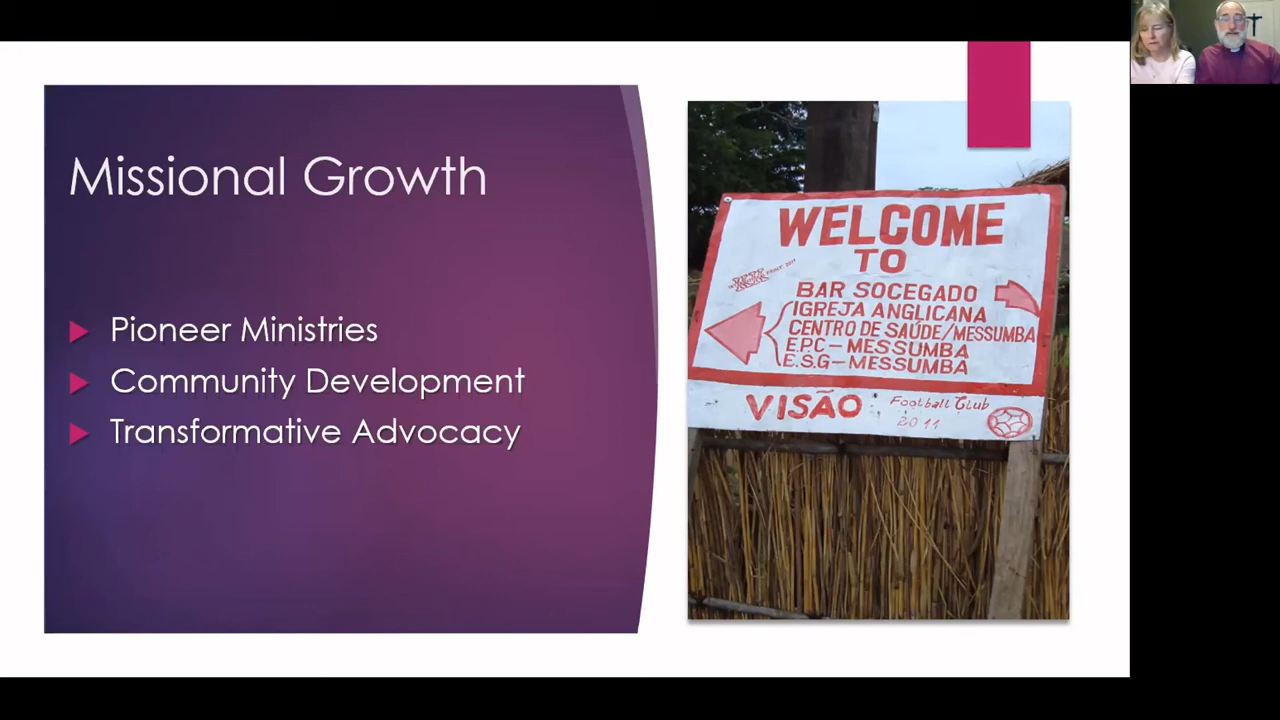 Missional Growth
Pioneer Ministries
Community Development
Transformative Advocacy
WELCOME
TO
BAR SOCEGADO
IGREJA ANGLICANA
CENTRO DE SAÚDE/MESSUMBA
E.P.C — MESSUMBA
E.S.G — MESSUMBA
VISÃO Football Club
2011